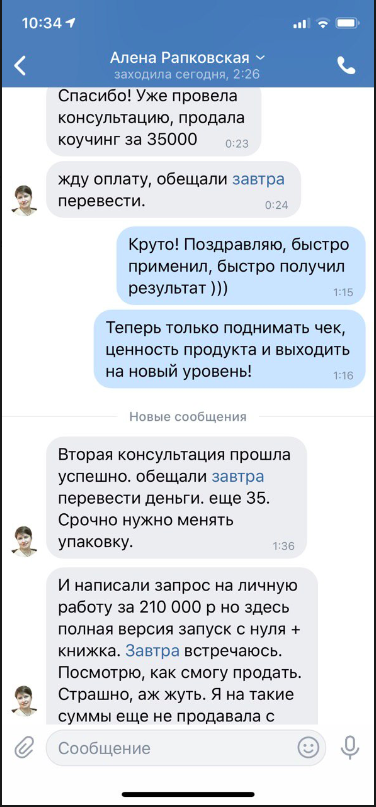 10:34
Алена Рапковская
заходила сегодня, 2:26
Спасибо! Уже провела
консультацию, продала
коучинг за 35000 0:23
жду оплату, обещали завтра
перевести. 0:24
Круто! Поздравляю, быстро
применил, быстро получил
результат ))) 1:15
Теперь только поднимать чек,
ценность продукта и выходить
на новый уровень! 1:16
Новые сообщения
Вторая консультация прошла
успешно. обещали завтра
перевести деньги. еще 35.
Срочно нужно менять
упаковку. 1:36
И написали запрос на личную
работу за 210 000 р но здесь
полная версия запуск с нуля +
книжка. Завтра встречаюсь.
Посмотрю, как смогу продать.
Страшно, аж жуть. Я на такие
суммы еще не продавала с
Сообщение